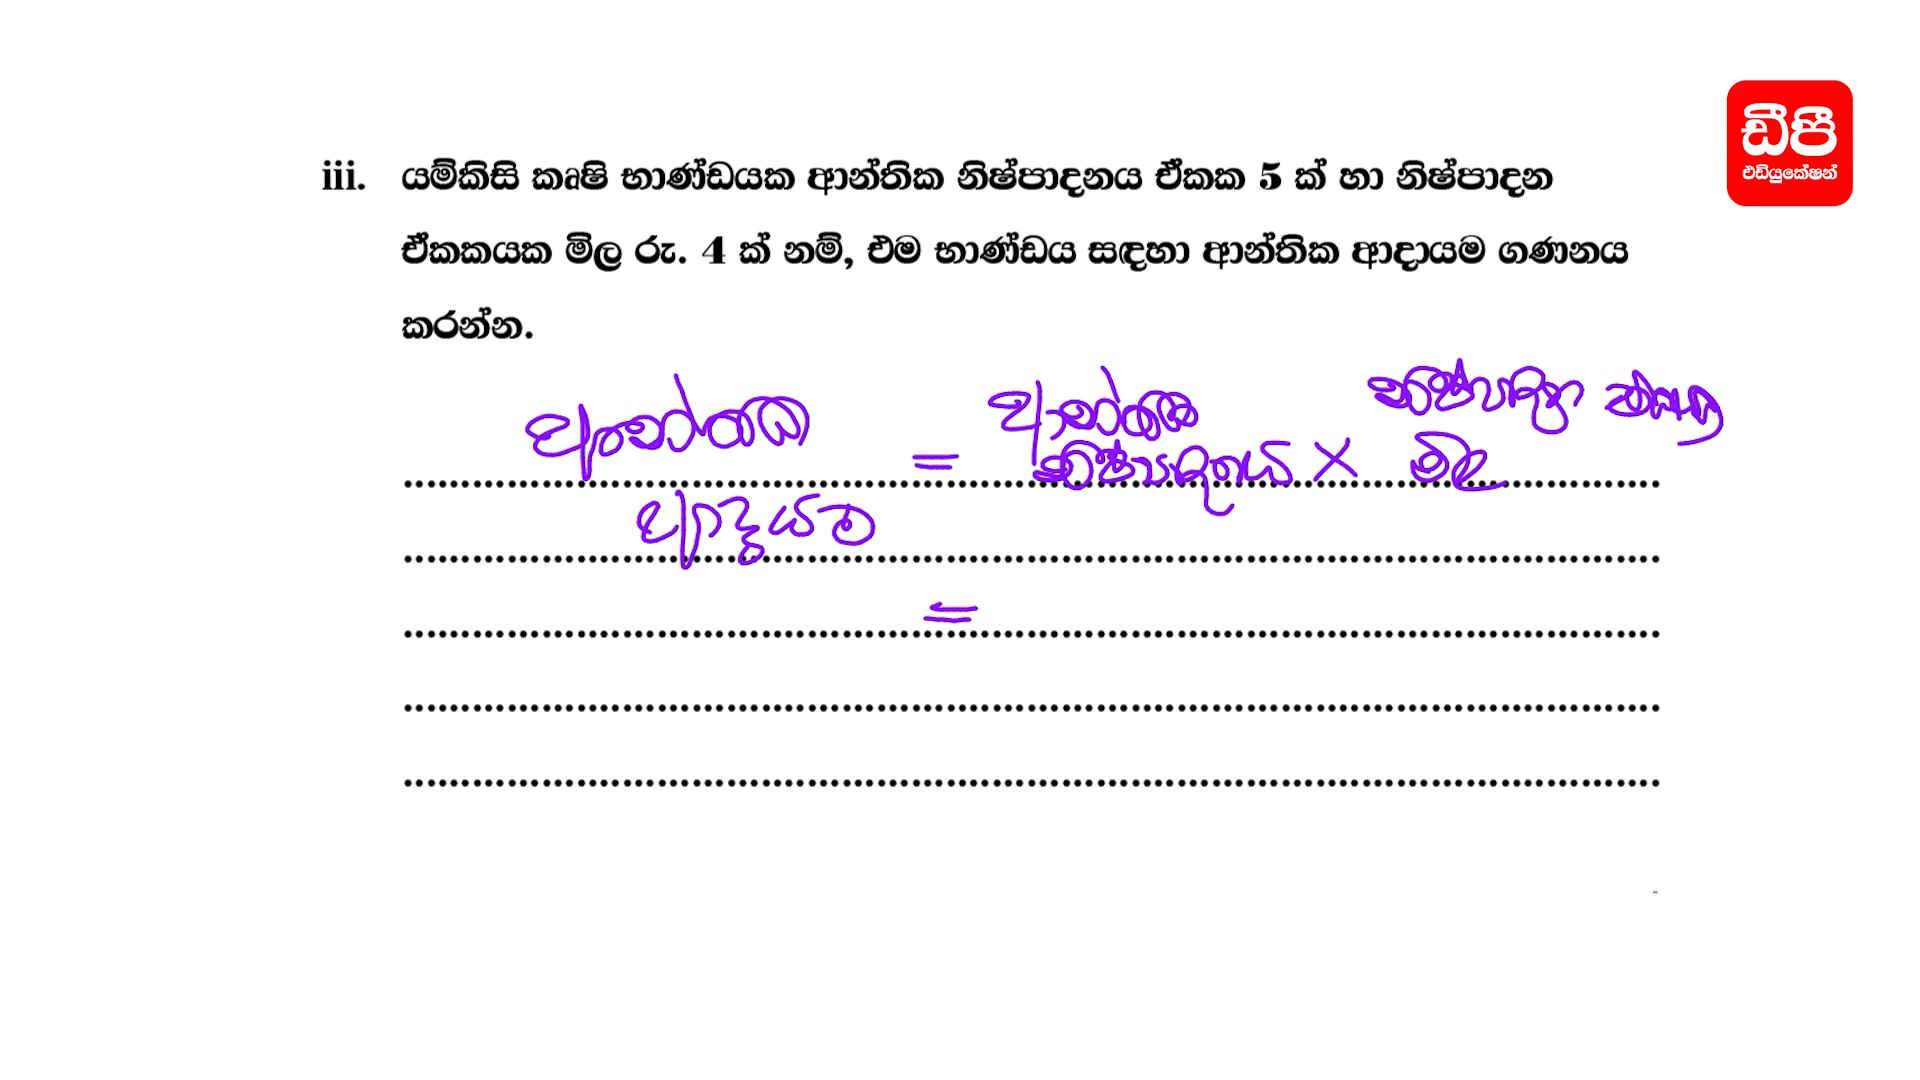 ඩීපී
එඩියුකේෂන්
iii. යම්කිසි කෘෂි භාණ්ඩයක ආන්තික නිෂ්පාදනය ඒකක 5 ක් හා නිෂ්පාදන
ඒකකයක මිල රු. 4 ක් නම්, එම භාණ්ඩය සඳහා ආන්තික ආදායම ගණනය
කරන්න.
ආන්තික = ආන්තික නිෂ්පාදන
නිෂ්පාදනය × මිල
ආදායම
=